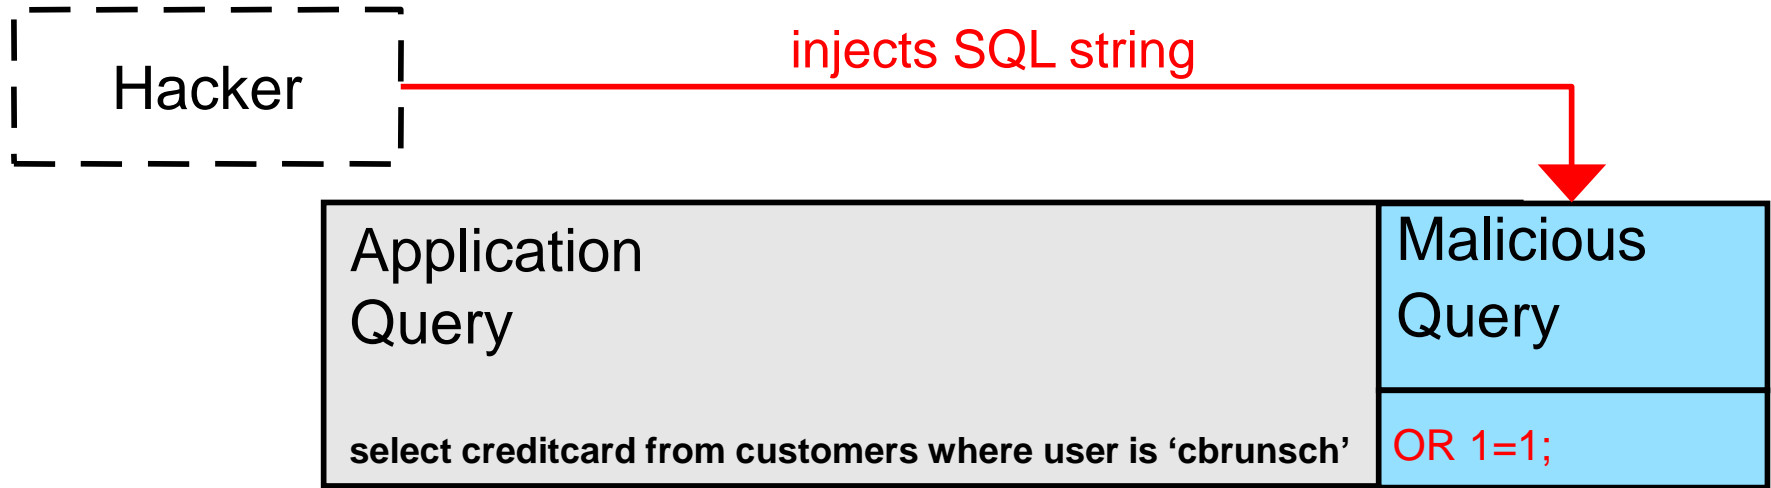 injects SQL string
Hacker
Application
Query
select creditcard from customers where user is ‘cbrunsch’
Malicious
Query
OR 1=1;